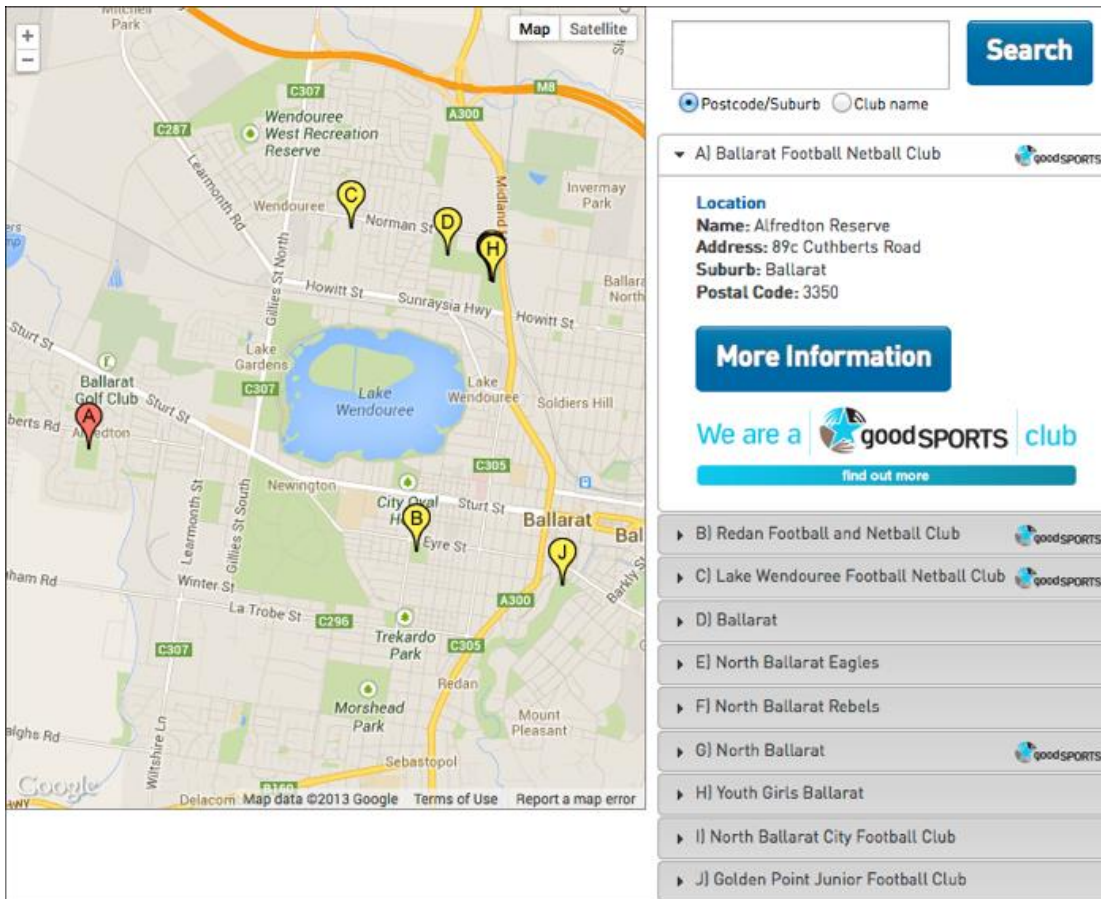 Mitchell
Park
+
−
Map
Satellite
M8
C307
A300
C287
Wendouree
West Recreation
Reserve
Learmonth Rd
Midland
Invermay
Park
C
Wendouree
Norman St
D
H
Gillies St North
Howitt St
Sunraysia Hwy
Howitt St
North
Sturt St
Lake
Gardens
C307
Lake
Wendouree
Lake
Wendouree
Soldiers Hill
Ballarat
Golf Club
Sturt St
A
berts Rd
C305
Newington
City Oval
Sturt St
Ballarat
Bal
B
Eyre St
J
Learmonth St
Gillies St South
Barkly St
ham Rd
Winter St
La Trobe St
C296
A300
C307
Trekardo
Park
C305
Redan
Morshead
Park
Mount
Pleasant
Wiltshire Ln
alghs Rd
Sebastopol
Google
B160
HWY
Delacom
Map data ©2013 Google
Terms of Use
Report a map error
Search
Postcode/Suburb
Club name
A) Ballarat Football Netball Club
goodSPORTS
Location
Name: Alfredton Reserve
Address: 89c Cuthberts Road
Suburb: Ballarat
Postal Code: 3350
More Information
We are a goodSPORTS club
find out more
B) Redan Football and Netball Club
goodSPORTS
C) Lake Wendouree Football Netball Club
goodSPORTS
D) Ballarat
E) North Ballarat Eagles
F) North Ballarat Rebels
G) North Ballarat
goodSPORTS
H) Youth Girls Ballarat
I) North Ballarat City Football Club
J) Golden Point Junior Football Club